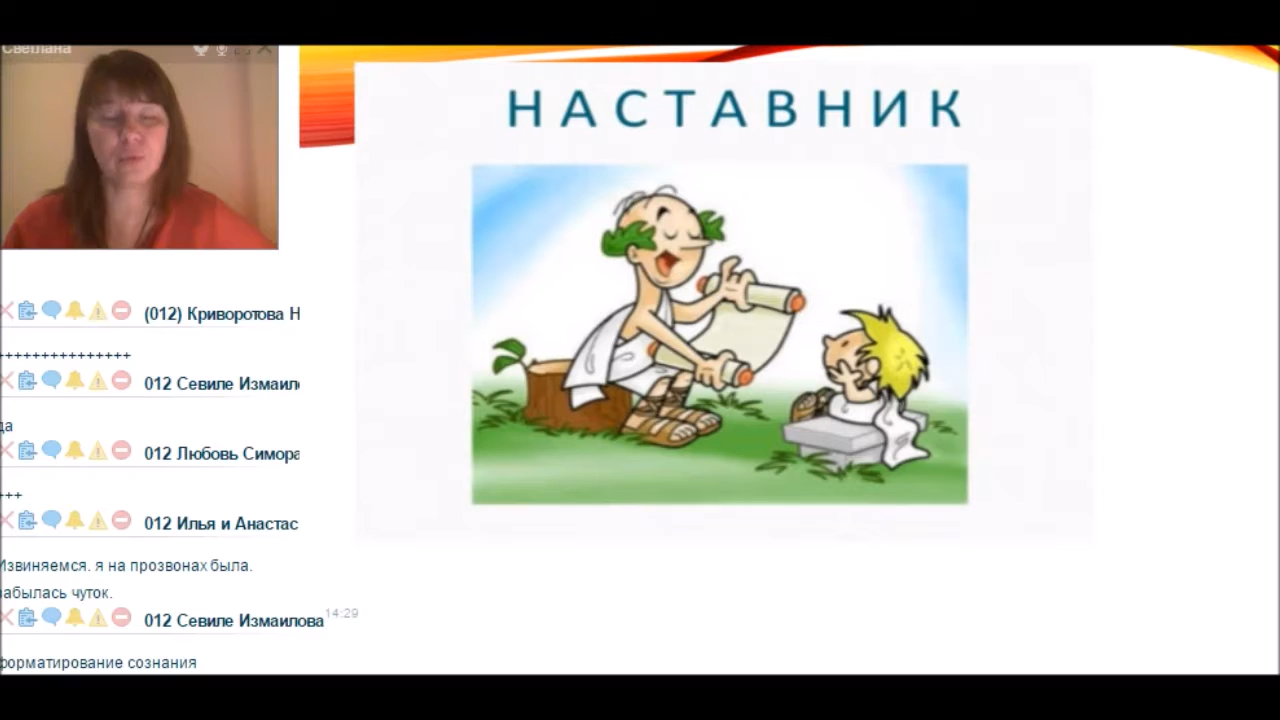 Светлана
НАСТАВНИК
(012) Криворотова Н
+++++++++++++++
012 Севиле Измаило
да
012 Любовь Симора
+++
012 Илья и Анастас
Извиняемся. я на прозвонах была.
забылась чуток.
012 Севиле Измаилова 14:29
форматирование сознания